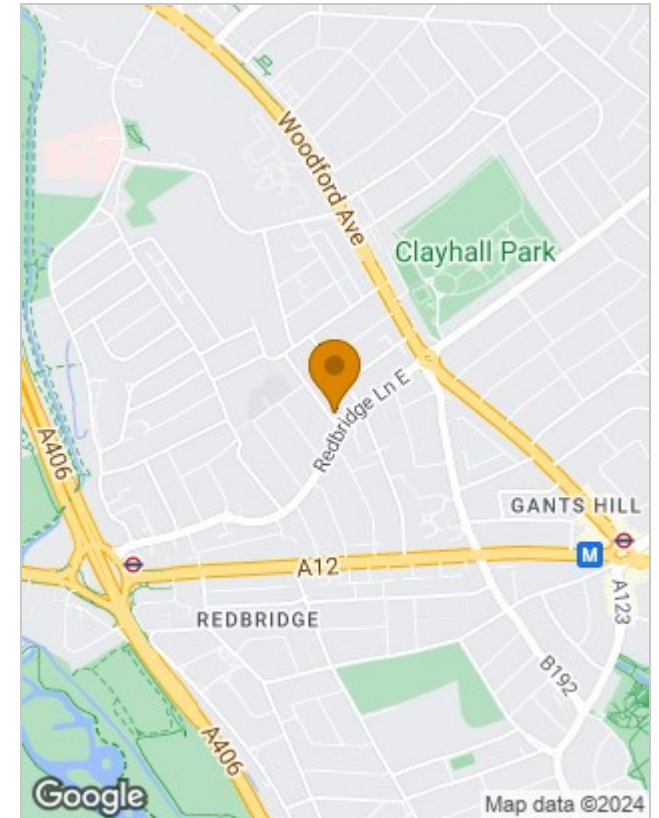 Woodford Ave
Clayhall Park
Redbridge Ln E
A406
GANTS HILL
M
A12
A123
REDBRIDGE
B192
A406
Google
Map data ©2024